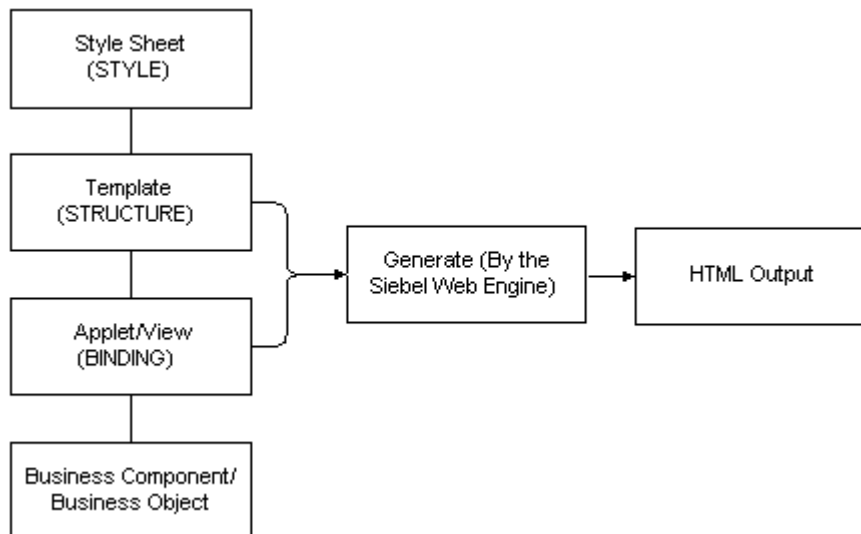 Style Sheet
(STYLE)
Template
(STRUCTURE)
Applet/View
(BINDING)
Business Component/
Business Object
Generate (By the
Siebel Web Engine)
HTML Output